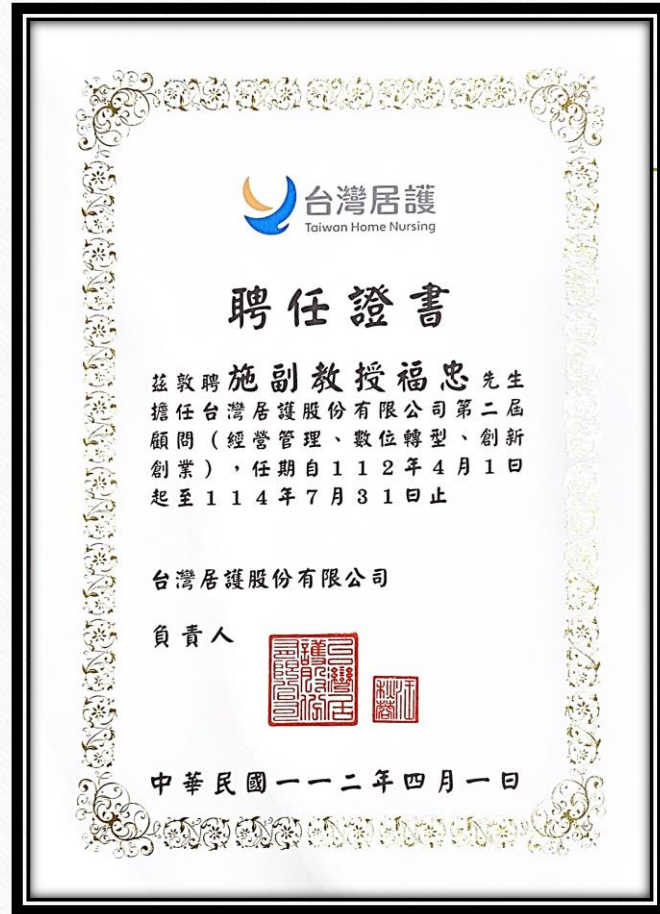 台灣居護
Taiwan Home Nursing
聘任證書
茲敦聘施副教授福忠先生
擔任台灣居護股份有限公司第二屆
顧問（經營管理、數位轉型、創新
創業），任期自112年4月1日
起至114年7月31日止
台灣居護股份有限公司
負責人
中華民國一一二年四月一日